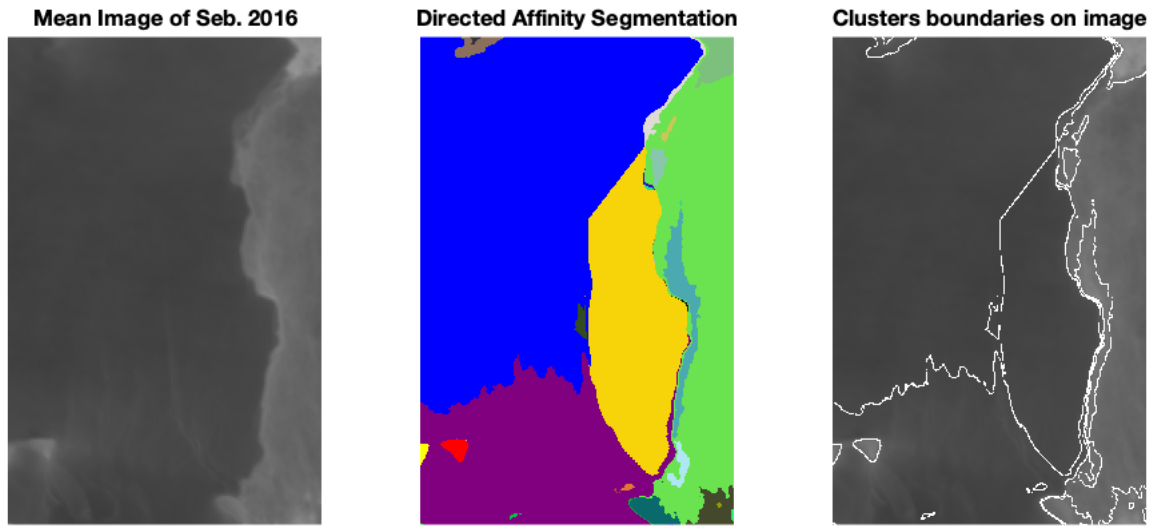 Mean Image of Seb. 2016
Directed Affinity Segmentation
Clusters boundaries on image